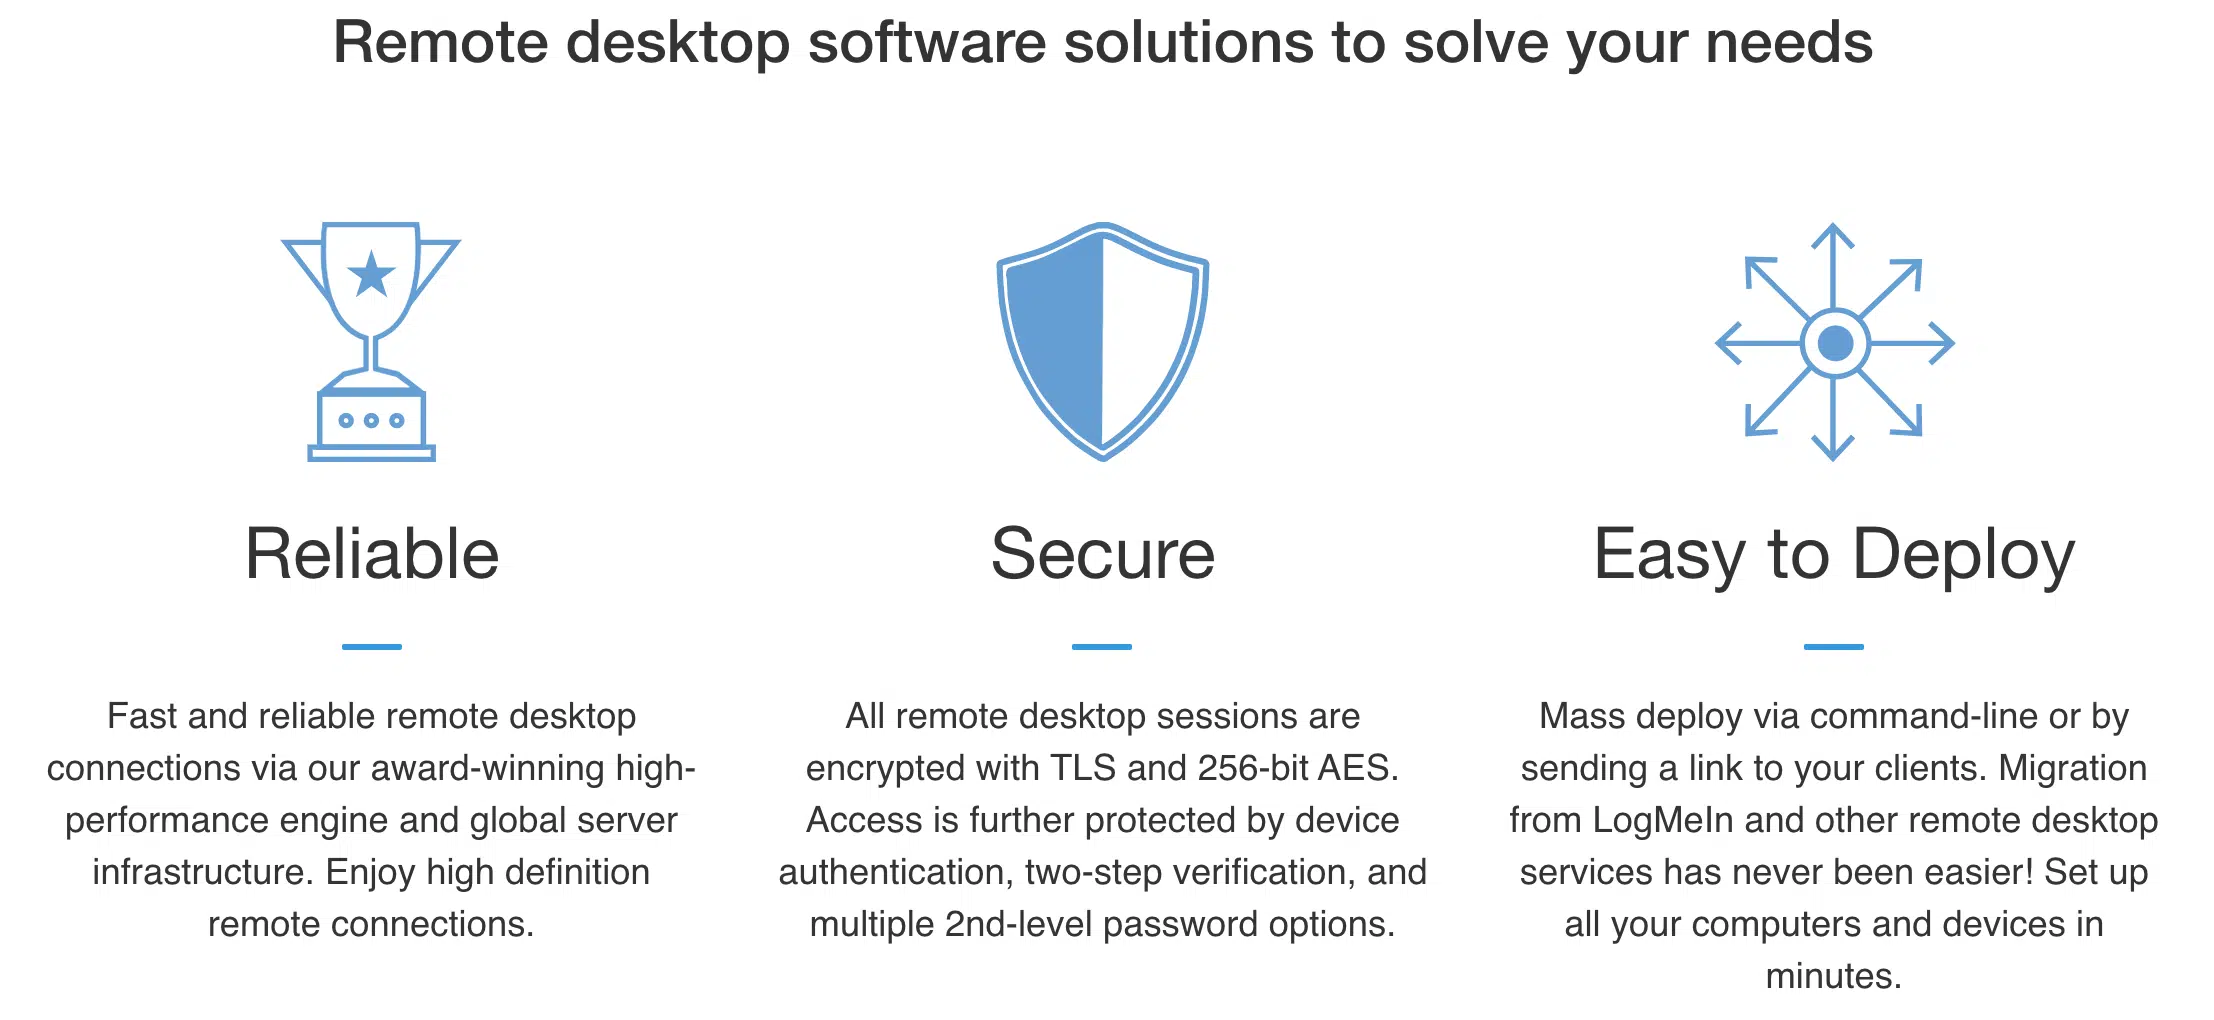 Remote desktop software solutions to solve your needs
Reliable
Fast and reliable remote desktop
connections via our award-winning high-
performance engine and global server
infrastructure. Enjoy high definition
remote connections.
Secure
All remote desktop sessions are
encrypted with TLS and 256-bit AES.
Access is further protected by device
authentication, two-step verification, and
multiple 2nd-level password options.
Easy to Deploy
Mass deploy via command-line or by
sending a link to your clients. Migration
from LogMeIn and other remote desktop
services has never been easier! Set up
all your computers and devices in
minutes.